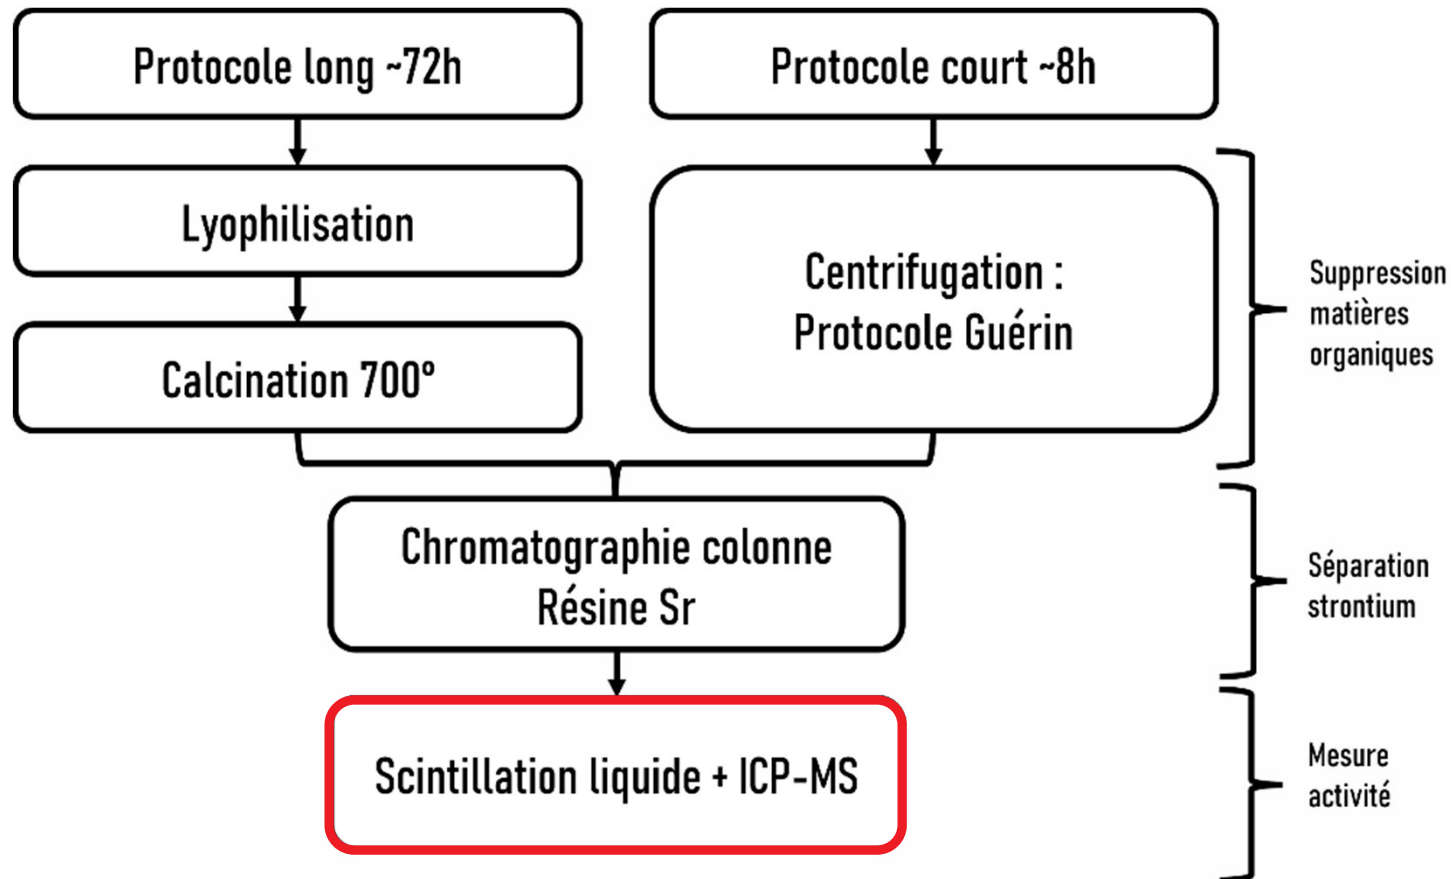 Protocole long ~72h
Protocole court ~8h
Lyophilisation
Calcination 700°
Centrifugation :
Protocole Guérin
Suppression
matières
organiques
Chromatographie colonne
Résine Sr
Séparation
strontium
Scintillation liquide + ICP-MS
Mesure
activité